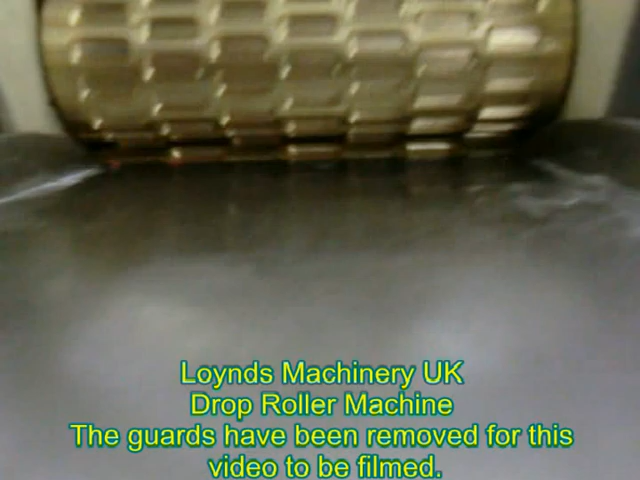 Loynds Machinery UK
Drop Roller Machine
The guards have been removed for this
video to be filmed.